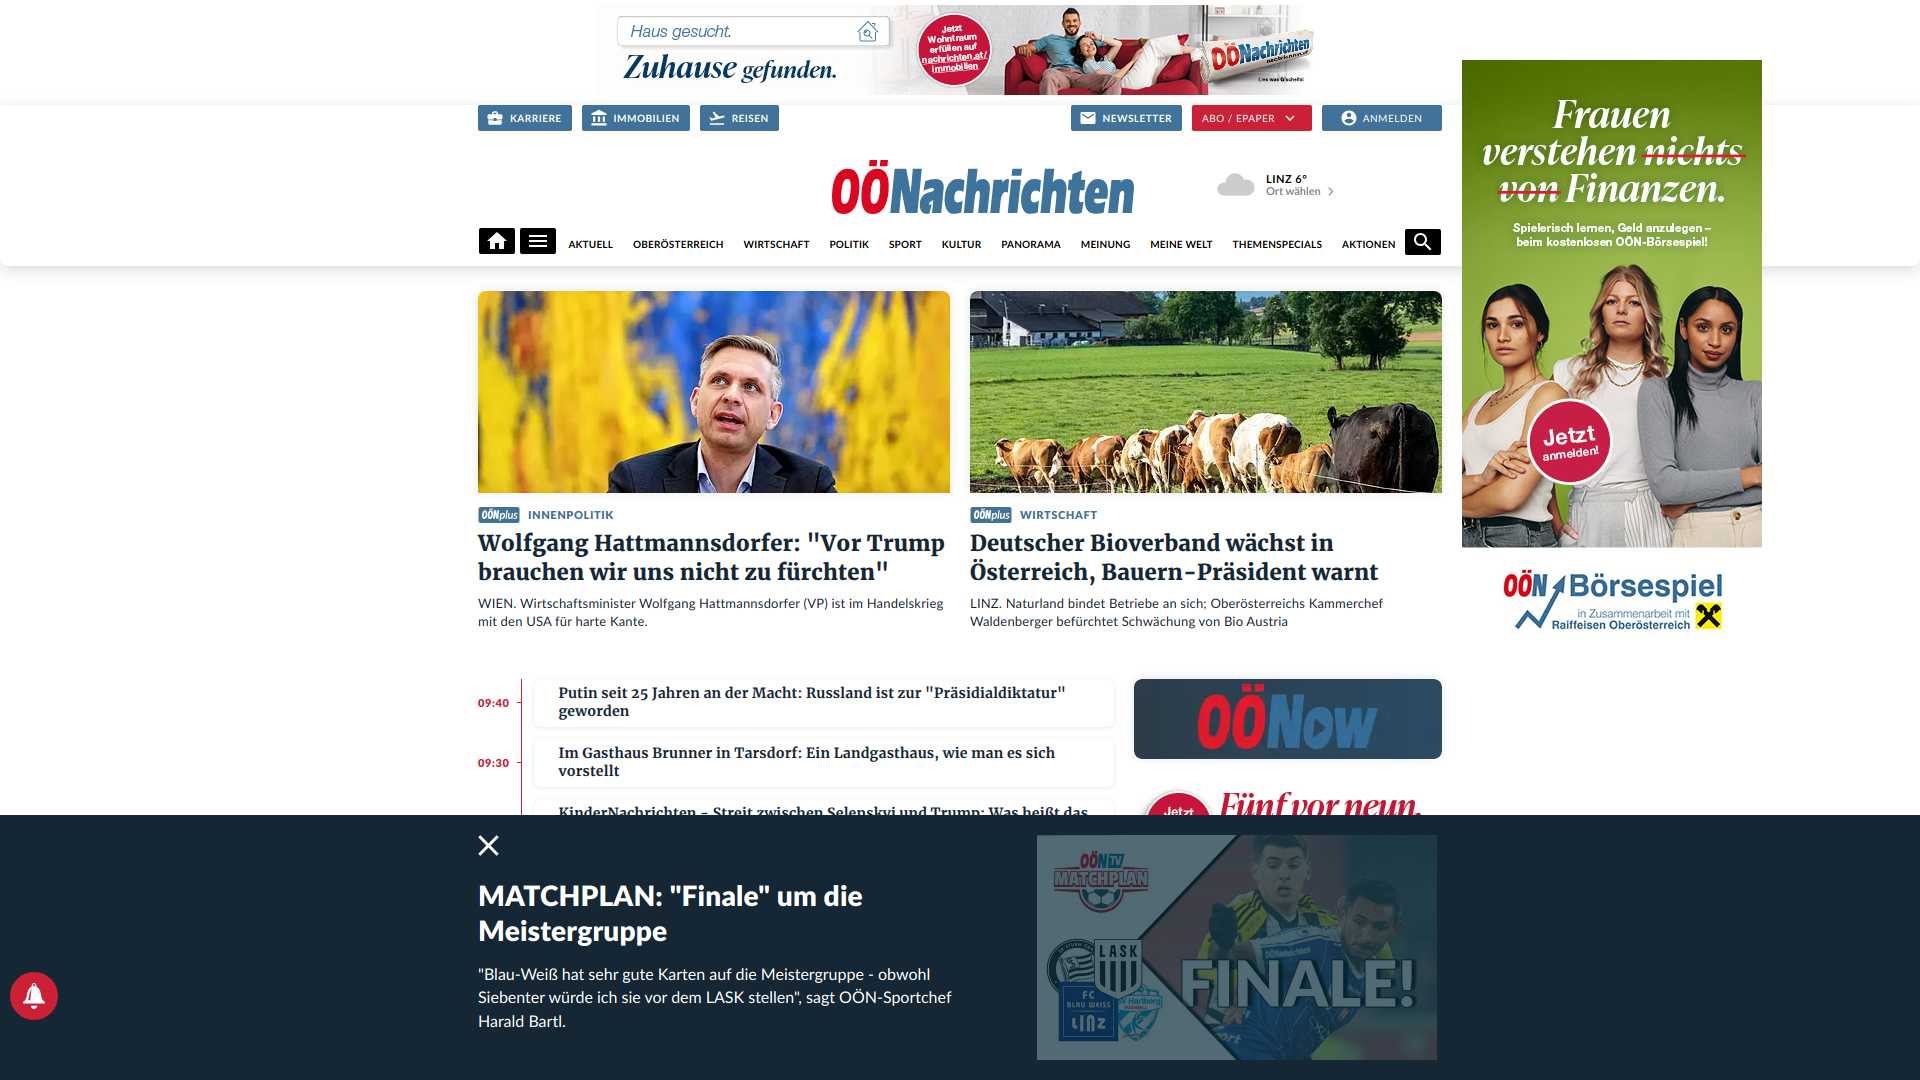 Haus gesucht.
Zuhause gefunden.
Jetzt
Wohntraum
erfüllen auf
nachrichten.at/
immobilien
OÖNachrichten
Lies was G'scheits!
KARRIERE
IMMOBILIEN
REISEN
NEWSLETTER
ABO / EPAPER
ANMELDEN
OÖNachrichten
LINZ 6°
Ort wählen
AKTUELL
OBERÖSTERREICH
WIRTSCHAFT
POLITIK
SPORT
KULTUR
PANORAMA
MEINUNG
MEINE WELT
THEMENSPECIALS
AKTIONEN
Frauen
verstehen nichts
von Finanzen.
Spielerisch lernen, Geld anzulegen –
beim kostenlosen OÖN-Börsespiel!
Jetzt
anmelden!
OÖN Börsespiel
in Zusammenarbeit mit
Raiffeisen Oberösterreich
OÖNplus INNENPOLITIK
Wolfgang Hattmannsdorfer: "Vor Trump
brauchen wir uns nicht zu fürchten"
WIEN. Wirtschaftsminister Wolfgang Hattmannsdorfer (VP) ist im Handelskrieg
mit den USA für harte Kante.
OÖNplus WIRTSCHAFT
Deutscher Bioverband wächst in
Österreich, Bauern-Präsident warnt
LINZ. Naturland bindet Betriebe an sich; Oberösterreichs Kammerchef
Waldenberger befürchtet Schwächung von Bio Austria
09:40
Putin seit 25 Jahren an der Macht: Russland ist zur "Präsidialdiktatur"
geworden
09:30
Im Gasthaus Brunner in Tarsdorf: Ein Landgasthaus, wie man es sich
vorstellt
KinderNachrichten - Streit zwischen Selenskyj und Trump: Was heißt das
OÖNow
Jetzt
Fünf vor neun.
MATCHPLAN: "Finale" um die
Meistergruppe
"Blau-Weiß hat sehr gute Karten auf die Meistergruppe - obwohl
Siebenter würde ich sie vor dem LASK stellen", sagt OÖN-Sportchef
Harald Bartl.
OÖN TV
MATCHPLAN
LASK
FC
BLAU WEISS
LINZ
Hartberg
FINALE!